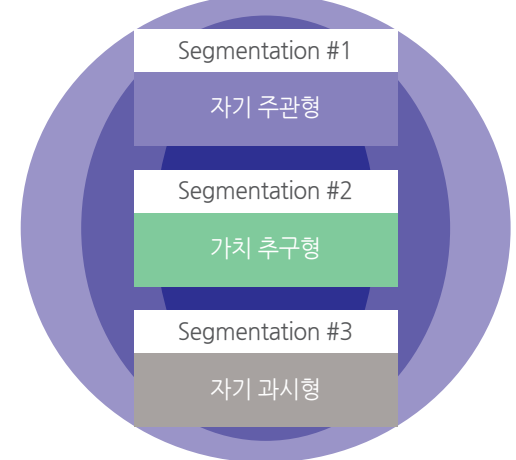 Segmentation #1
자기 주관형
Segmentation #2
가치 추구형
Segmentation #3
자기 과시형